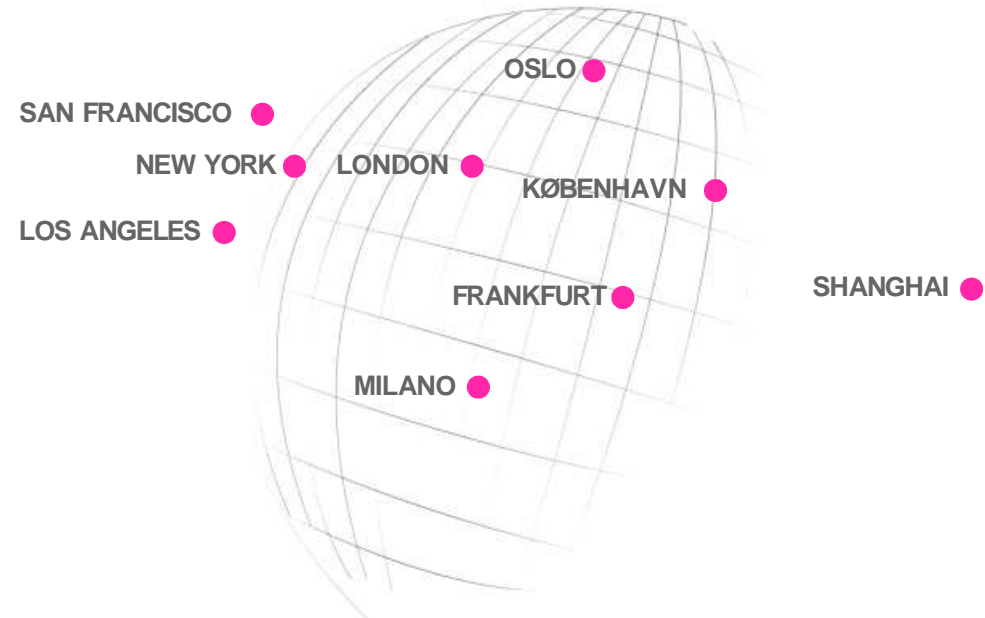 OSLO
SAN FRANCISCO
NEW YORK
LONDON
KØBENHAVN
LOS ANGELES
FRANKFURT
SHANGHAI
MILANO